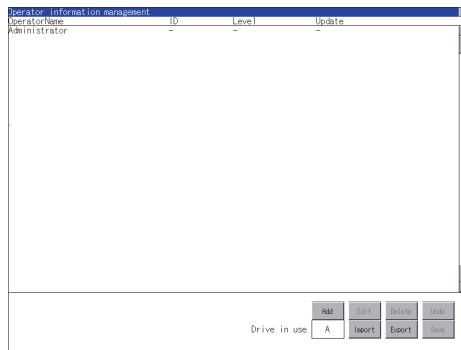 Operator information management
OperatorName ID Level Update
Administrator - - -
Add Edit Delete Undo
Drive in use A Import Export Save